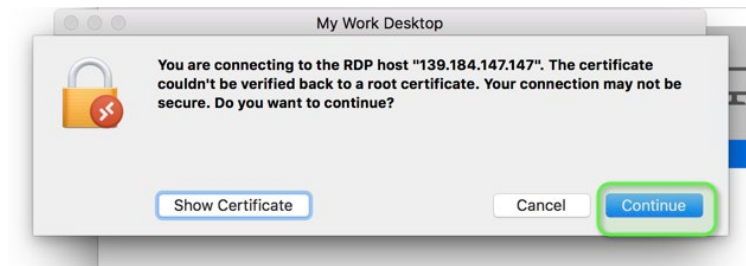 My Work Desktop
You are connecting to the RDP host "139.184.147.147". The certificate
couldn't be verified back to a root certificate. Your connection may not be
secure. Do you want to continue?
Show Certificate
Cancel
Continue